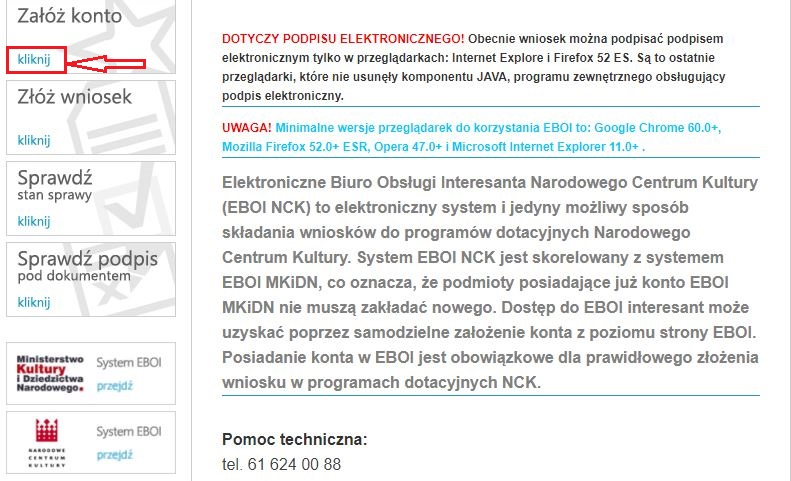 Załóż konto
kliknij
Złóż wniosek
kliknij
Sprawdź
stan sprawy
kliknij
Sprawdź podpis
pod dokumentem
kliknij
Ministerstwo
Kultury
i Dziedzictwa
Narodowego.
System EBOI
przejdź
NARODOWE
CENTRUM
KULTURY
System EBOI
przejdź
DOTYCZY PODPISU ELEKTRONICZNEGO! Obecnie wniosek można podpisać podpisem
elektronicznym tylko w przeglądarkach: Internet Explore i Firefox 52 ES. Są to ostatnie
przeglądarki, które nie usunęły komponentu JAVA, programu zewnętrznego obsługujący
podpis elektroniczny.
UWAGA! Minimalne wersje przeglądarek do korzystania EBOI to: Google Chrome 60.0+,
Mozilla Firefox 52.0+ ESR, Opera 47.0+ i Microsoft Internet Explorer 11.0+ .
Elektroniczne Biuro Obsługi Interesanta Narodowego Centrum Kultury
(EBOI NCK) to elektroniczny system i jedyny możliwy sposób
składania wniosków do programów dotacyjnych Narodowego
Centrum Kultury. System EBOI NCK jest skorelowany z systemem
EBOI MKiDN, co oznacza, że podmioty posiadające już konto EBOI
MKiDN nie muszą zakładać nowego. Dostęp do EBOI interesant może
uzyskać poprzez samodzielne założenie konta z poziomu strony EBOI.
Posiadanie konta w EBOI jest obowiązkowe dla prawidłowego złożenia
wniosku w programach dotacyjnych NCK.
Pomoc techniczna:
tel. 61 624 00 88